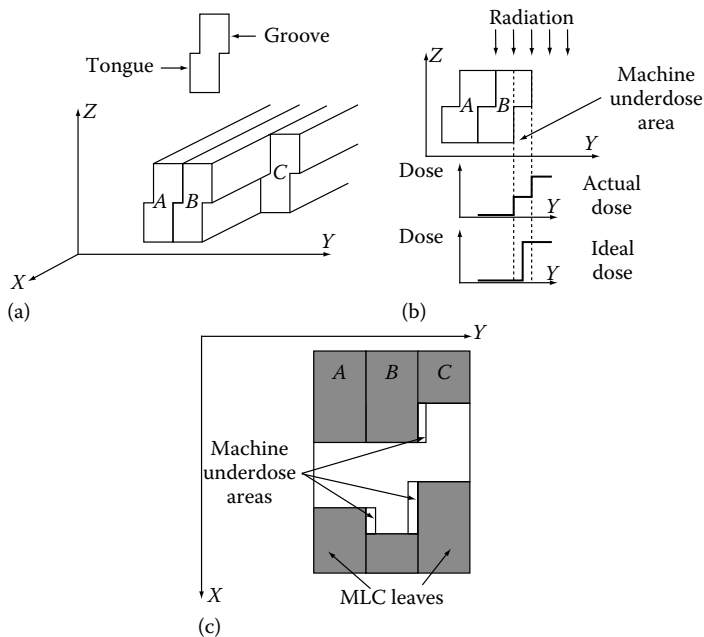 Groove
Tongue
Z
A
B
C
Y
X
(a)
Radiation
Z
A
B
Machine
underdose
area
Y
Dose
Actual
dose
Y
Dose
Ideal
dose
Y
(b)
Y
A
B
C
Machine
underdose
areas
MLC leaves
X
(c)